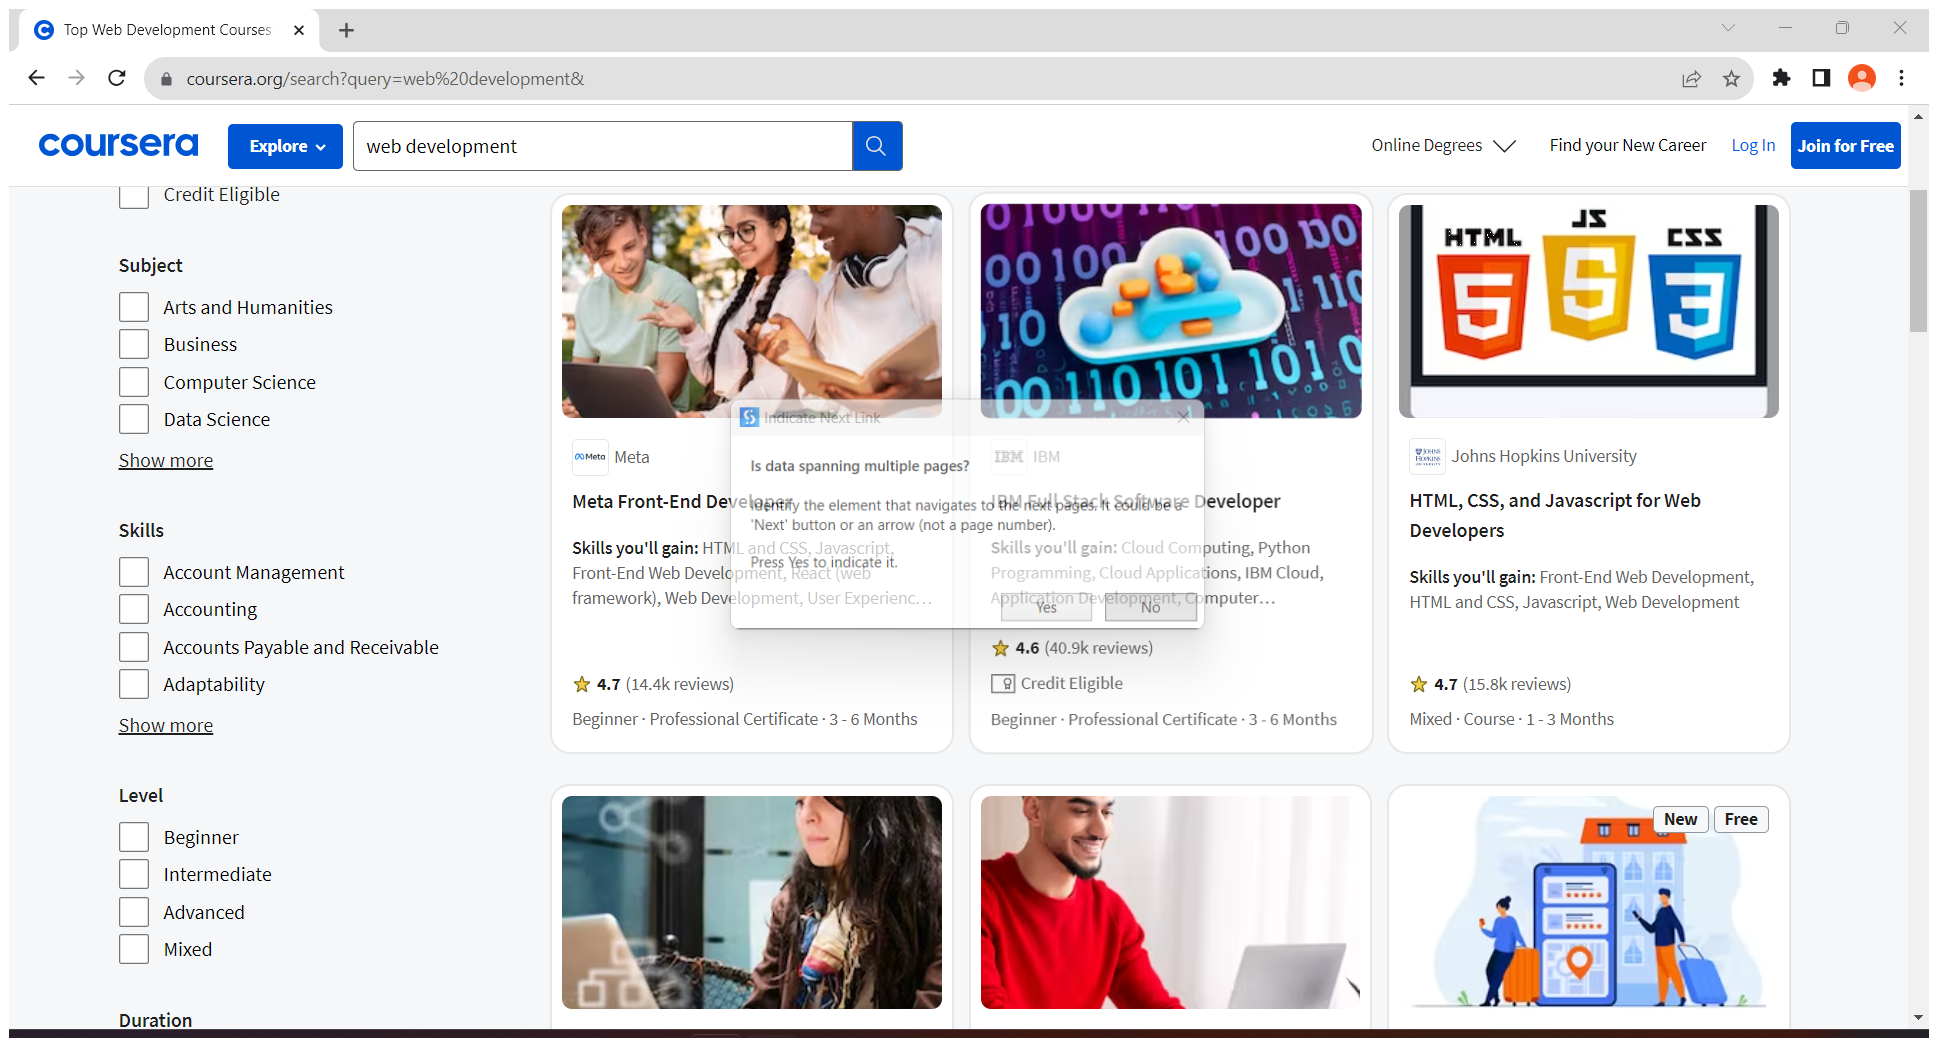 Top Web Development Courses
coursera.org/search?query=web%20development&
coursera
Explore
web development
Online Degrees
Find your New Career
Log In
Join for Free
Credit Eligible
Subject
Arts and Humanities
Business
Computer Science
Data Science
Show more
Skills
Account Management
Accounting
Accounts Payable and Receivable
Adaptability
Show more
Level
Beginner
Intermediate
Advanced
Mixed
Duration
Meta
Meta
Meta Front-End Developer
Skills you'll gain: HTML and CSS, Javascript,
Front-End Web Development, React (web
framework), Web Development, User Experienc…
4.7 (14.4k reviews)
Beginner · Professional Certificate · 3 - 6 Months
IBM
IBM
IBM Full Stack Software Developer
Skills you'll gain: Cloud Computing, Python
Programming, Cloud Applications, IBM Cloud,
Application Development, Computer…
4.6 (40.9k reviews)
Credit Eligible
Beginner · Professional Certificate · 3 - 6 Months
HTML
JS
CSS
5
5
3
JOHNS
HOPKINS
Johns Hopkins University
HTML, CSS, and Javascript for Web
Developers
Skills you'll gain: Front-End Web Development,
HTML and CSS, Javascript, Web Development
4.7 (15.8k reviews)
Mixed · Course · 1 - 3 Months
Indicate Next Link
Is data spanning multiple pages?
Identify the element that navigates to the next pages. It could be a
'Next' button or an arrow (not a page number).
Press Yes to indicate it.
Yes
No
New
Free